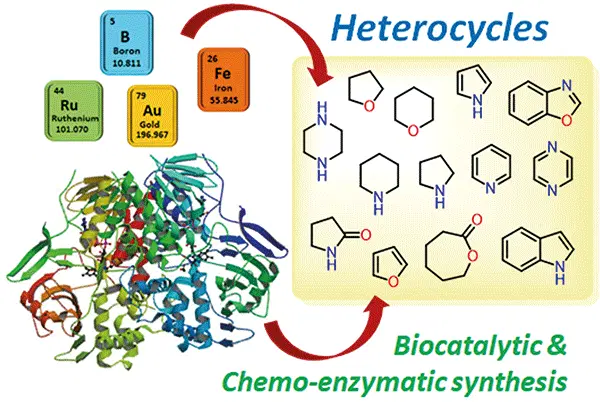 Heterocycles
5
B
Boron
10.811
26
Fe
Iron
55.845
44
Ru
Ruthenium
101.070
79
Au
Gold
196.967
O
O
N
H
N
O
H
N
N
H
N
H
N
H
N
N
N
N
H
O
O
O
O
N
H
Biocatalytic &
Chemo-enzymatic synthesis